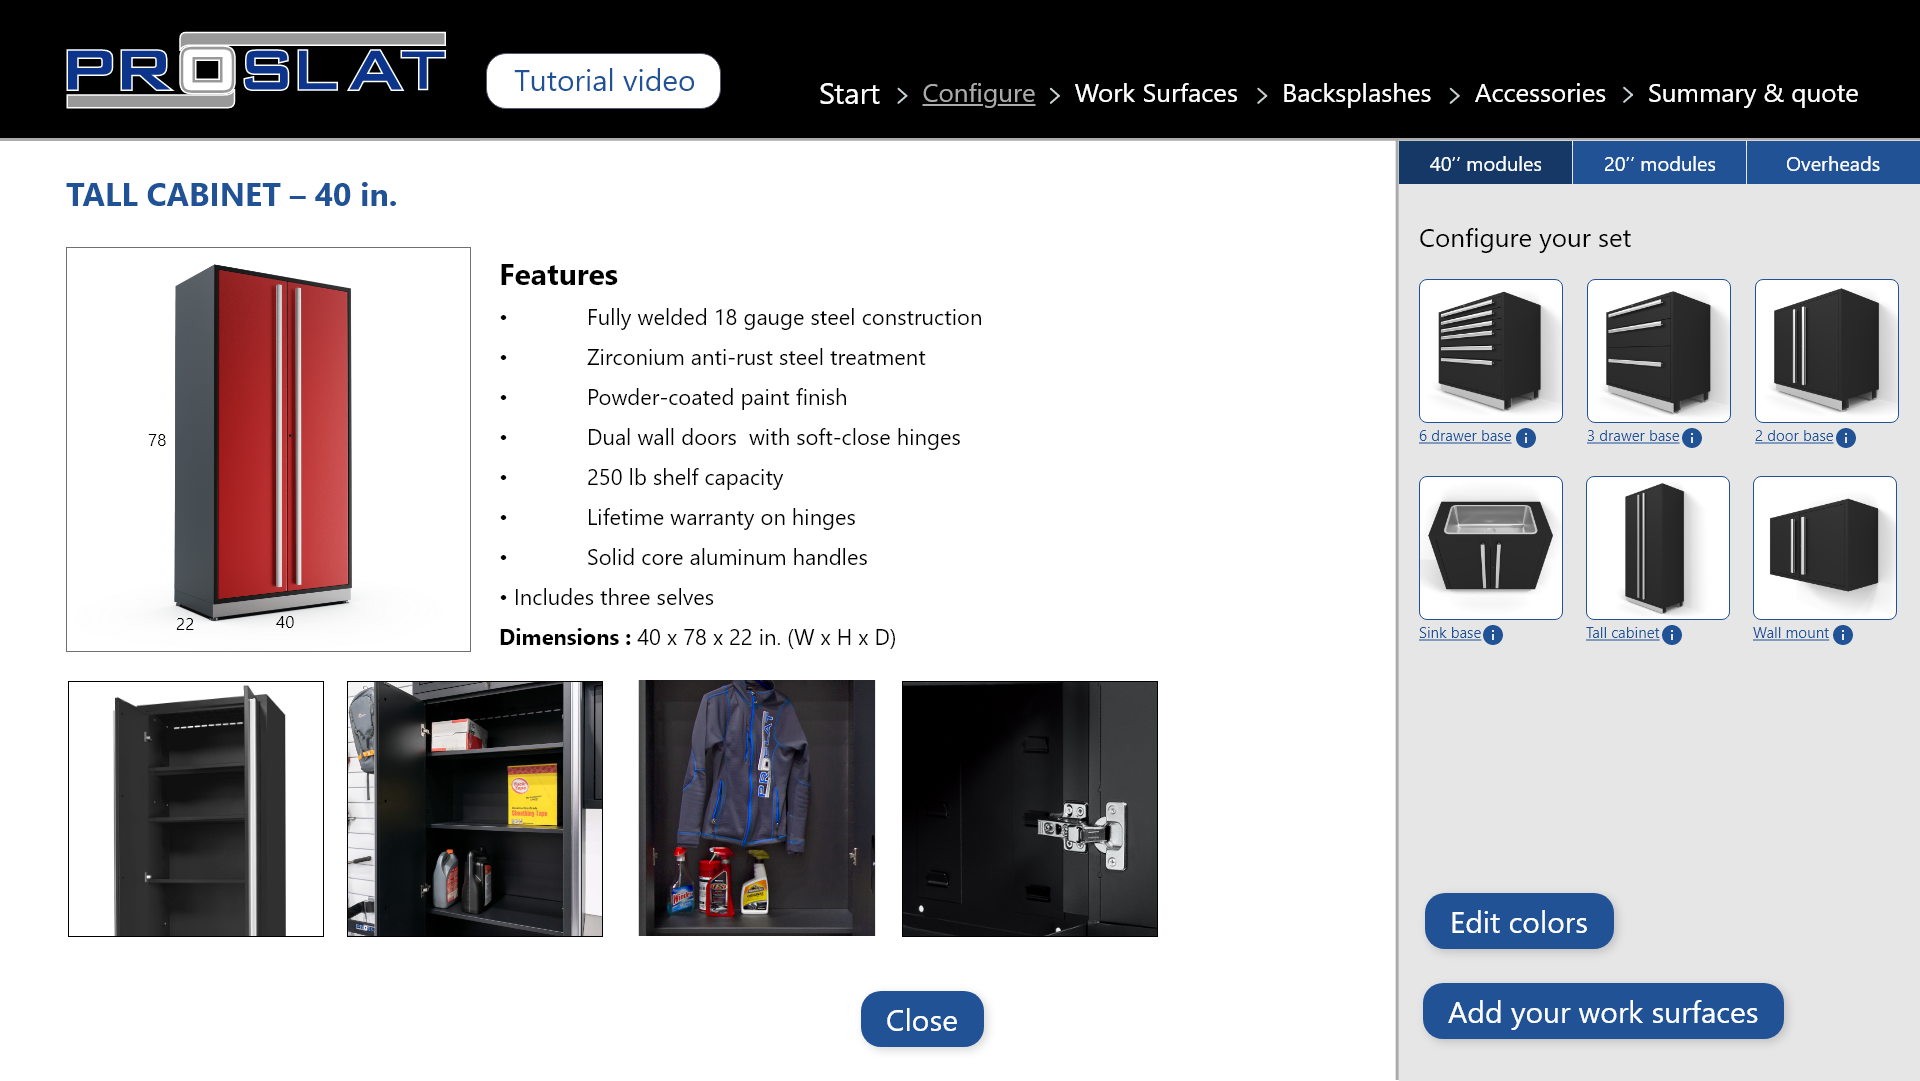 PROSLAT
Tutorial video
Start > Configure > Work Surfaces > Backsplashes > Accessories > Summary & quote
40’’ modules
20’’ modules
Overheads
TALL CABINET – 40 in.
Configure your set
Features
• Fully welded 18 gauge steel construction
• Zirconium anti-rust steel treatment
• Powder-coated paint finish
• Dual wall doors  with soft-close hinges
• 250 lb shelf capacity
• Lifetime warranty on hinges
• Solid core aluminum handles
• Includes three selves
Dimensions : 40 x 78 x 22 in. (W x H x D)
78
22
40
6 drawer base i
3 drawer base i
2 door base i
Sink base i
Tall cabinet i
Wall mount i
Sheathing Tape
PROSLAT
Edit colors
Add your work surfaces
Close